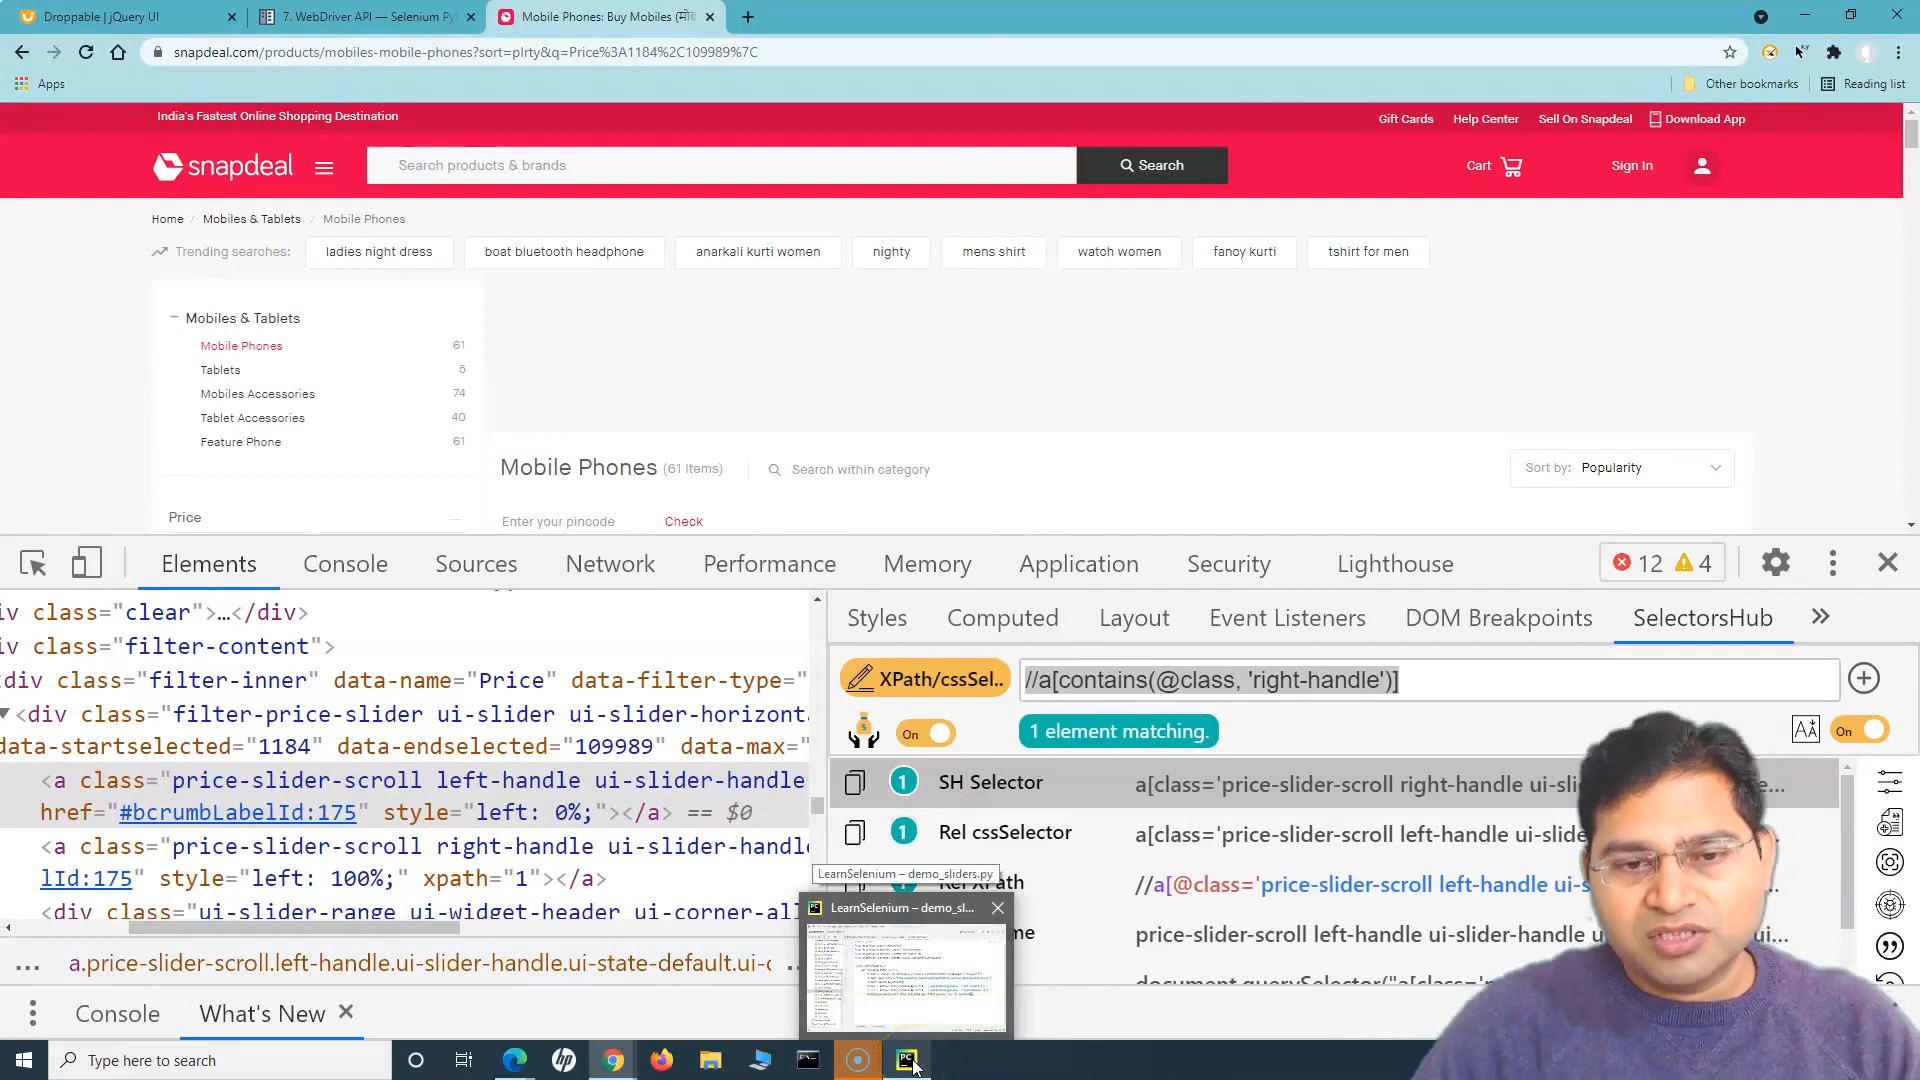 Droppable | jQuery UI
7. WebDriver API — Selenium Py
Mobile Phones: Buy Mobiles (मो
snapdeal.com/products/mobiles-mobile-phones?sort=plrty&q=Price%3A1184%2C109989%7C
Apps
Other bookmarks
Reading list
India's Fastest Online Shopping Destination
Gift Cards
Help Center
Sell On Snapdeal
Download App
snapdeal
Search products & brands
Search
Cart
Sign In
Home / Mobiles & Tablets / Mobile Phones
Trending searches:
ladies night dress
boat bluetooth headphone
anarkali kurti women
nighty
mens shirt
watch women
fancy kurti
tshirt for men
Mobiles & Tablets
Mobile Phones 61
Tablets 5
Mobiles Accessories 74
Tablet Accessories 40
Feature Phone 61
Mobile Phones (61 Items)
Search within category
Sort by: Popularity
Price
Enter your pincode
Check
Elements
Console
Sources
Network
Performance
Memory
Application
Security
Lighthouse
12
4
iv class="clear">…</div>
iv class="filter-content">
div class="filter-inner" data-name="Price" data-filter-type="
<div class="filter-price-slider ui-slider ui-slider-horizont
data-startselected="1184" data-endselected="109989" data-max="
<a class="price-slider-scroll left-handle ui-slider-handle
href="#bcrumbLabelId:175" style="left: 0%;"></a> == $0
<a class="price-slider-scroll right-handle ui-slider-handl
lId:175" style="left: 100%;" xpath="1"></a>
<div class="ui-slider-range ui-widget-header ui-corner-al
... a.price-slider-scroll.left-handle.ui-slider-handle.ui-state-default.ui-c ...
Styles
Computed
Layout
Event Listeners
DOM Breakpoints
SelectorsHub
XPath/cssSel..
//a[contains(@class, 'right-handle')]
On
1 element matching.
On
1 SH Selector a[class='price-slider-scroll right-handle ui-sli
1 Rel cssSelector a[class='price-slider-scroll left-handle ui-slide
LearnSelenium – demo_sliders.py
//a[@class='price-slider-scroll left-handle ui-s
LearnSelenium – demo_sl...
price-slider-scroll left-handle ui-slider-handle u
Console
What's New
Type here to search
PC